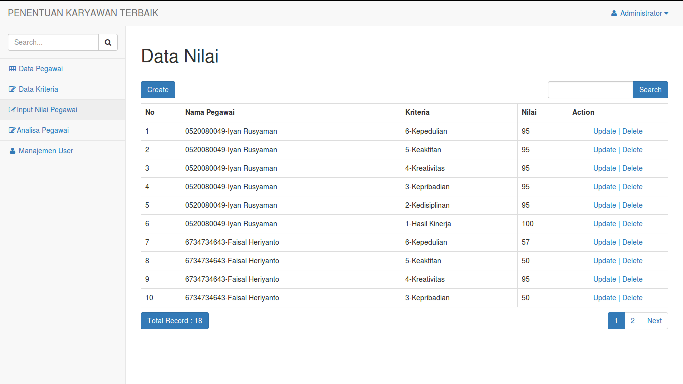 PENENTUAN KARYAWAN TERBAIK
Administrator
Search...
Data Pegawai
Data Kriteria
Input Nilai Pegawai
Analisa Pegawai
Manajemen User
Data Nilai
Create
Search
No Nama Pegawai Kriteria Nilai Action
1 0520080049-Iyan Rusyaman 6-Kepedulian 95 Update | Delete
2 0520080049-Iyan Rusyaman 5-Keaktifan 95 Update | Delete
3 0520080049-Iyan Rusyaman 4-Kreativitas 95 Update | Delete
4 0520080049-Iyan Rusyaman 3-Kepribadian 95 Update | Delete
5 0520080049-Iyan Rusyaman 2-Kedisiplinan 95 Update | Delete
6 0520080049-Iyan Rusyaman 1-Hasil Kinerja 100 Update | Delete
7 6734734643-Faisal Heriyanto 6-Kepedulian 57 Update | Delete
8 6734734643-Faisal Heriyanto 5-Keaktifan 50 Update | Delete
9 6734734643-Faisal Heriyanto 4-Kreativitas 95 Update | Delete
10 6734734643-Faisal Heriyanto 3-Kepribadian 50 Update | Delete
Total Record : 18
1 2 Next